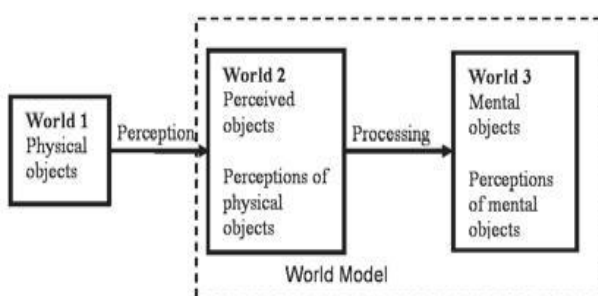 World 1
Physical
objects
Perception
World 2
Perceived
objects
Perceptions of
physical
objects
Processing
World 3
Mental
objects
Perceptions
of mental
objects
World Model